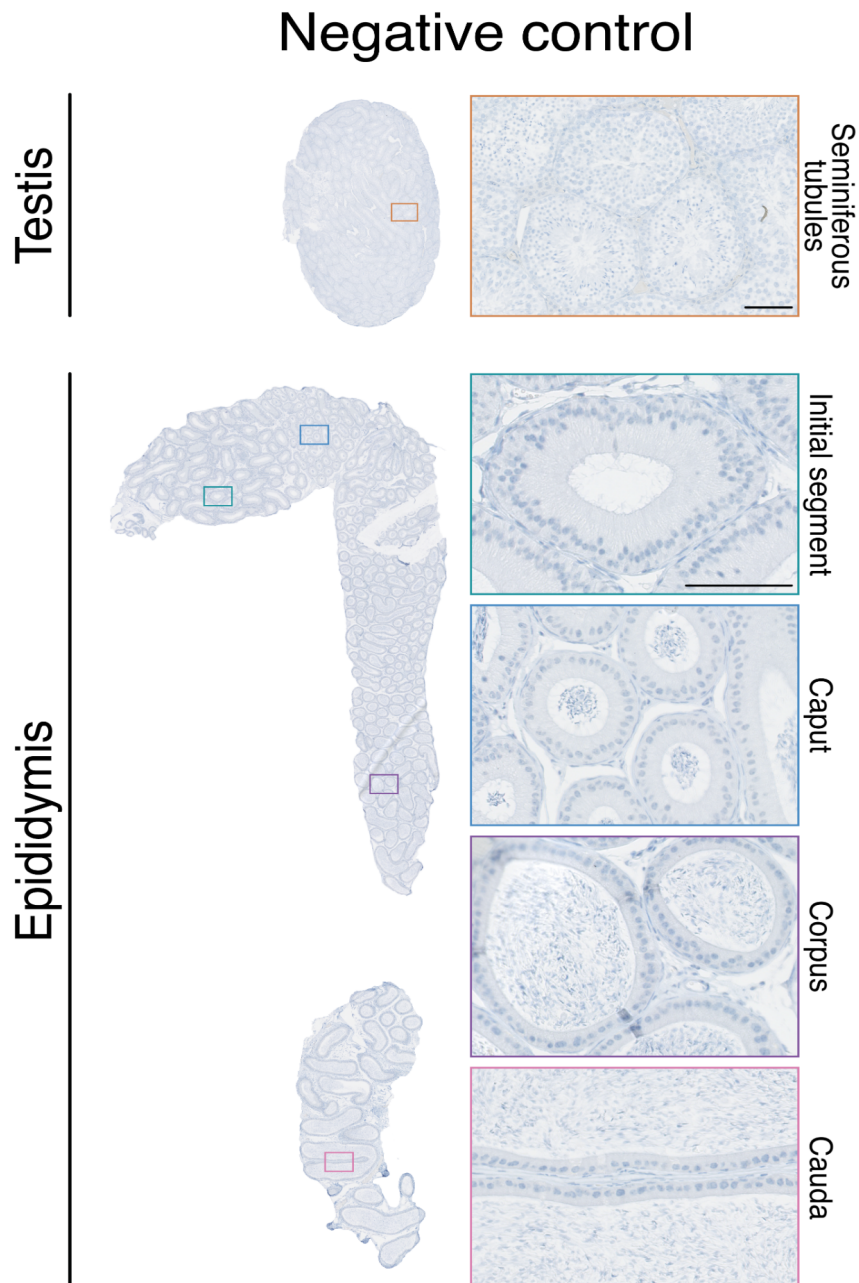 Negative control
Testis
Seminiferous
tubules
Epididymis
Initial segment
Caput
Corpus
Cauda